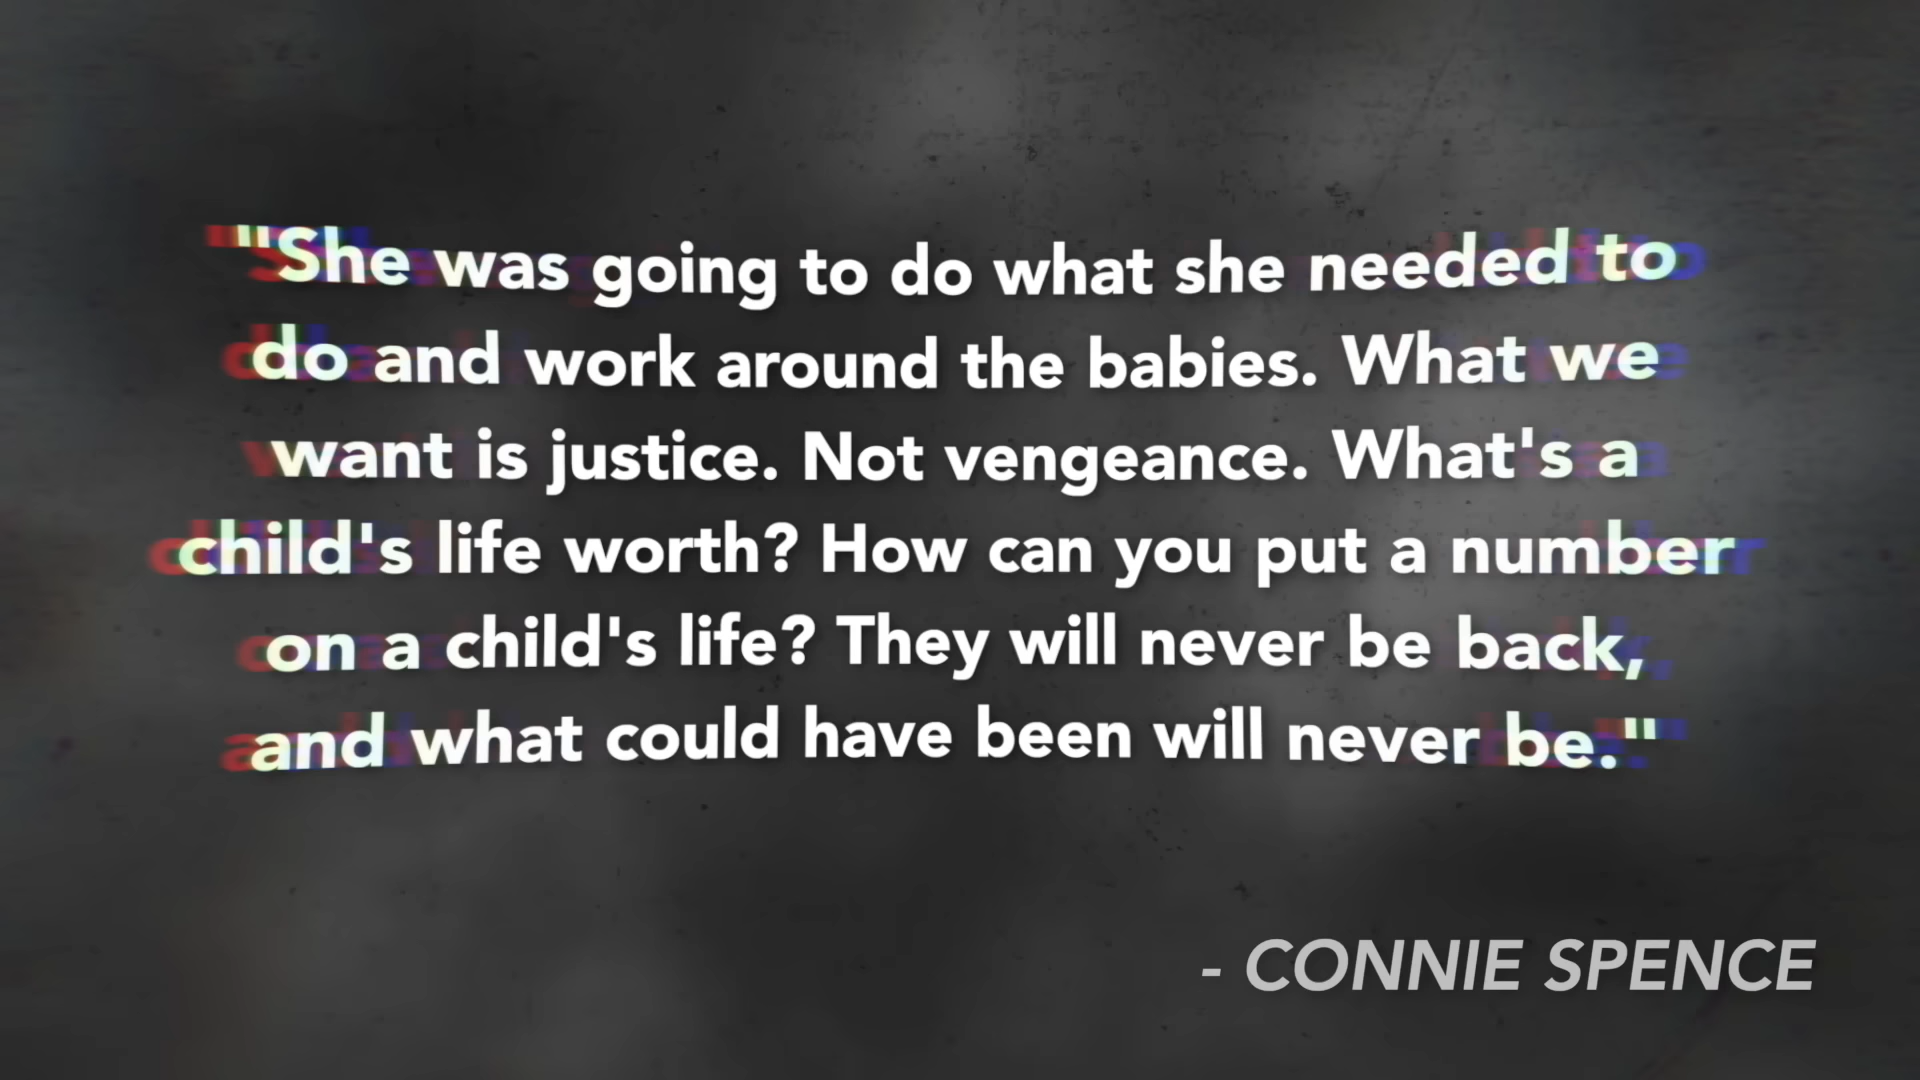 "She was going to do what she needed to
do and work around the babies. What we
want is justice. Not vengeance. What's a
child's life worth? How can you put a number
on a child's life? They will never be back,
and what could have been will never be."
- CONNIE SPENCE